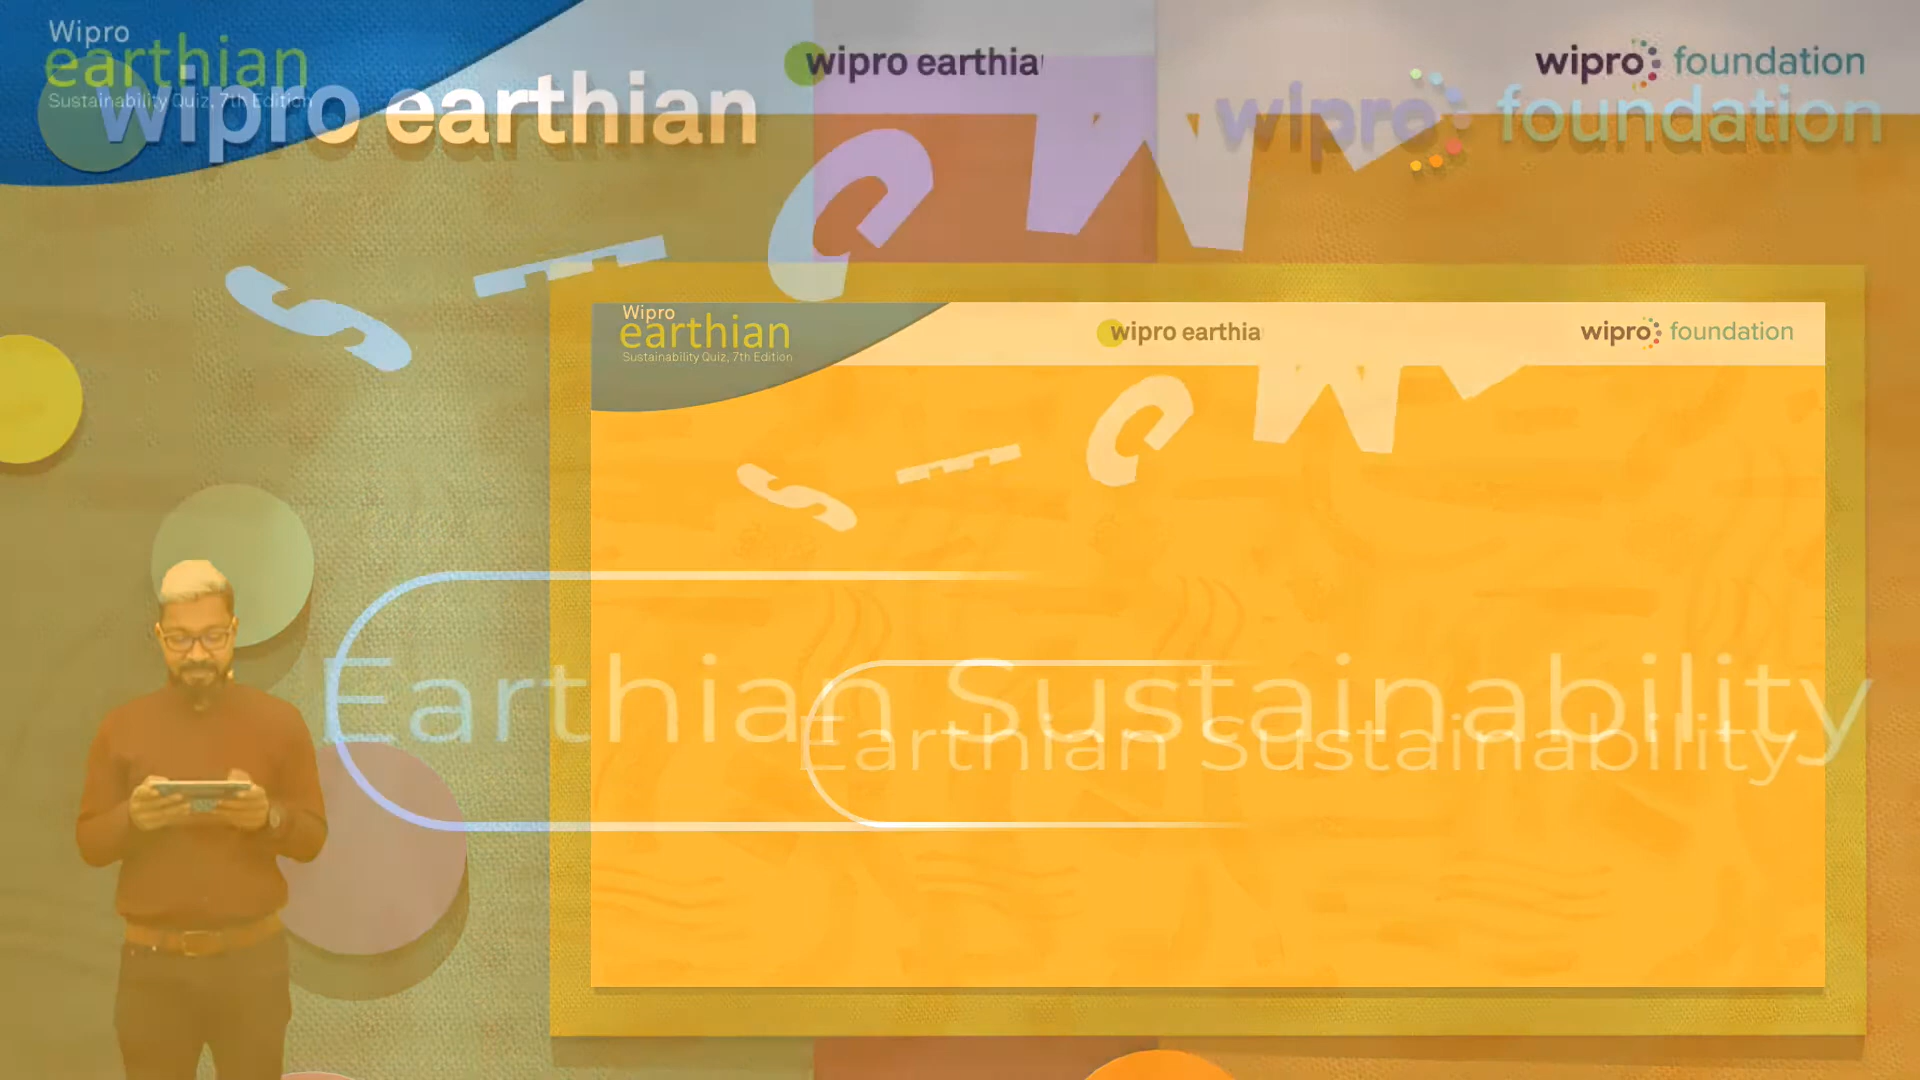 Wipro
earthian
Sustainability Quiz, 7th Edition
wipro earthian
wipro earthia
wipro foundation
wipro foundation
Wipro
earthian
Sustainability Quiz, 7th Edition
wipro earthia
wipro foundation
Earthian Sustainability
Earthian Sustainability